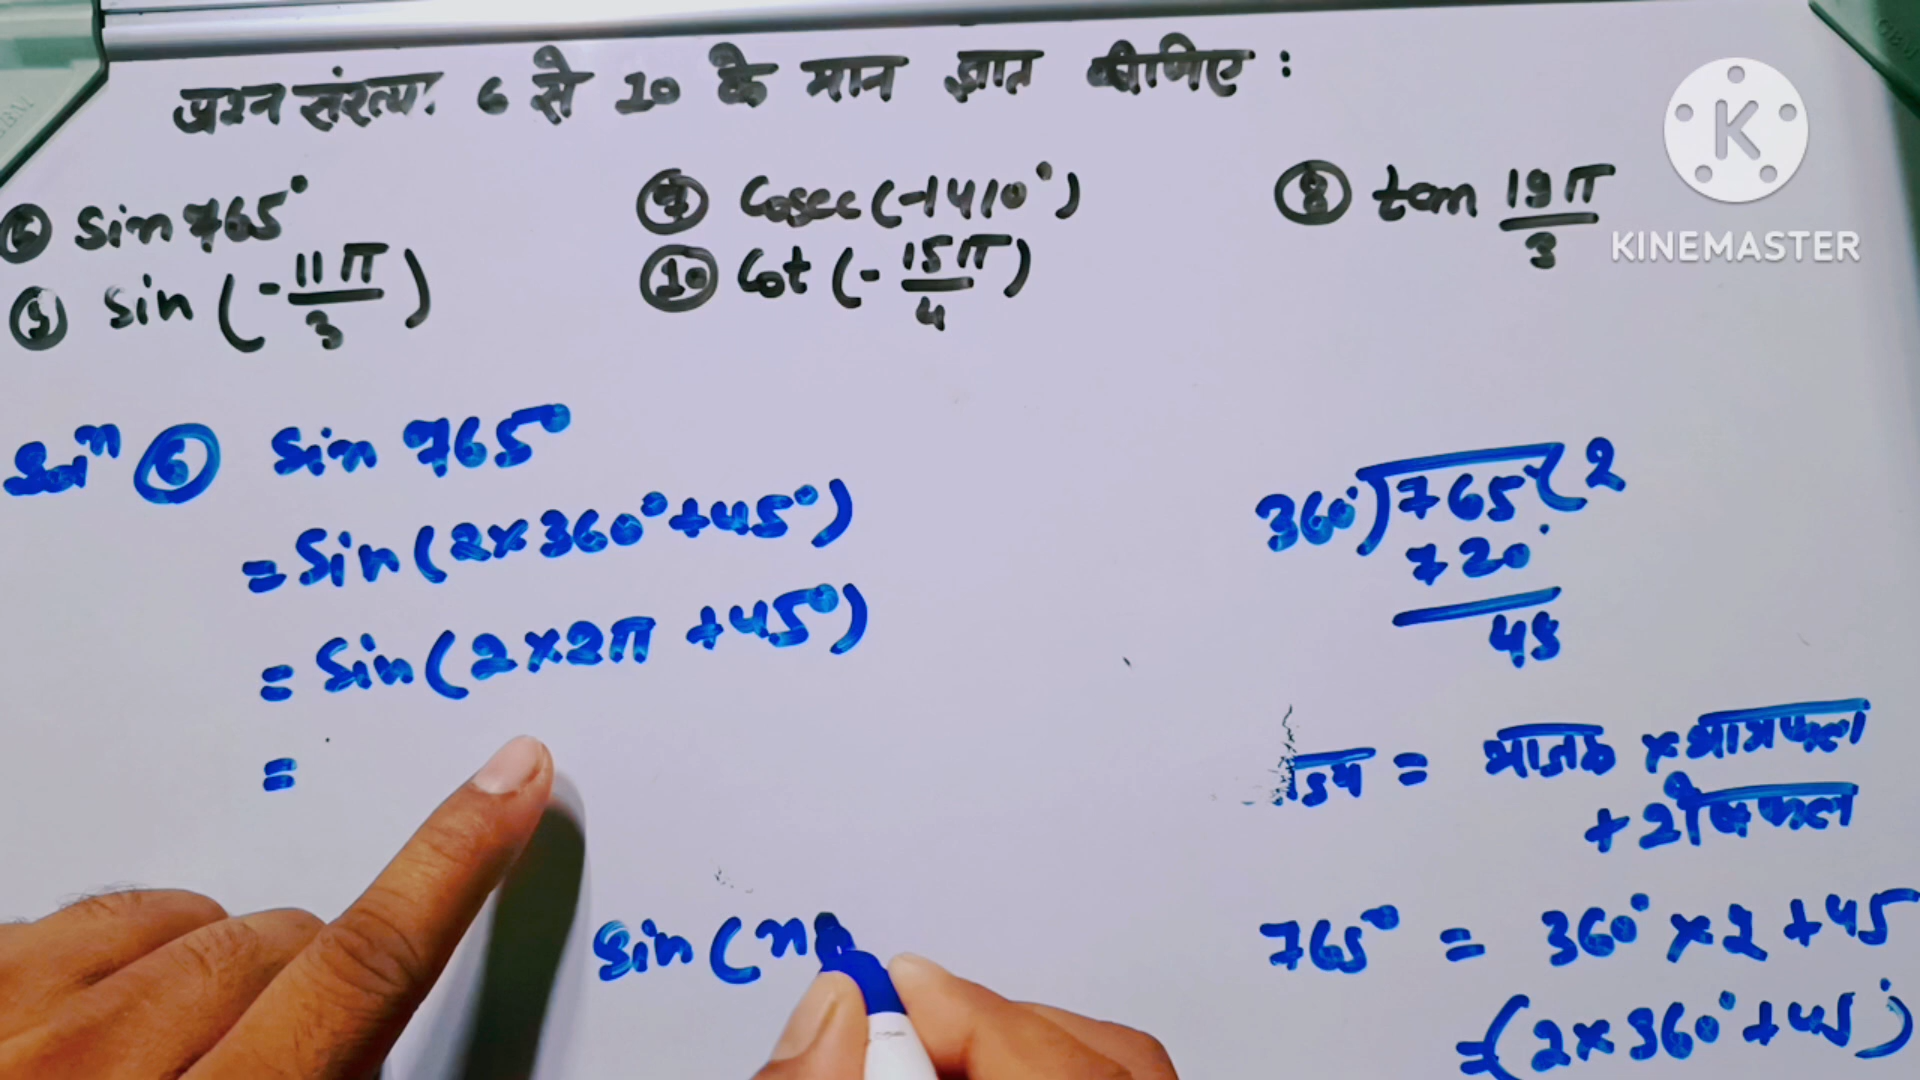 प्रश्न संख्या 6 से 10 के मान ज्ञात कीजिए :
⑥ Sin 765° ⑦ Cosec (-1410°) ⑧ tan 19π/3
⑨ Sin (-11π/3) ⑩ Cot (-15π/4)
K
KINEMASTER
Solⁿ ⑥ Sin 765°
= Sin (2×360°+45°)
= Sin (2×2π +45°)
=
Sin (n
360°)765°(2
720
45
= भाजक × भागफल
+ शेषफल
765° = 360° × 2 + 45
=(2×360°+45°)